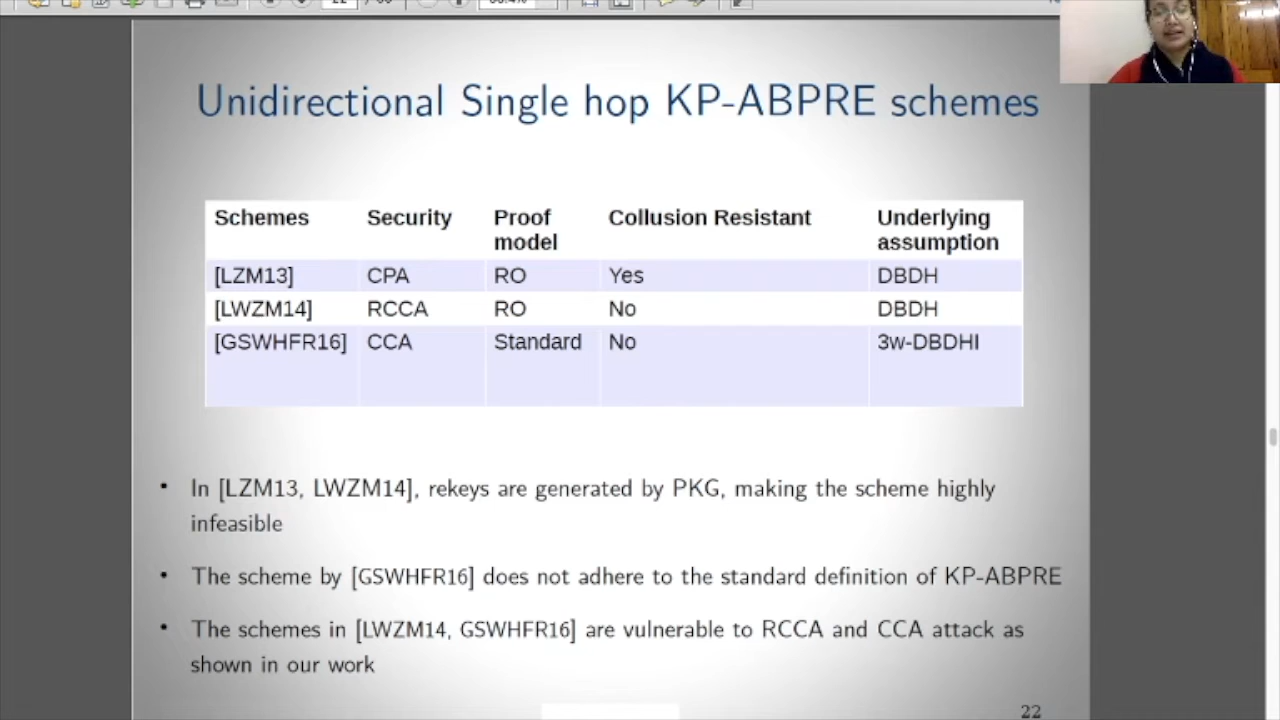 Unidirectional Single hop KP-ABPRE schemes
Schemes Security Proof model Collusion Resistant Underlying assumption
[LZM13] CPA RO Yes DBDH
[LWZM14] RCCA RO No DBDH
[GSWHFR16] CCA Standard No 3w-DBDHI
• In [LZM13, LWZM14], rekeys are generated by PKG, making the scheme highly
infeasible
• The scheme by [GSWHFR16] does not adhere to the standard definition of KP-ABPRE
• The schemes in [LWZM14, GSWHFR16] are vulnerable to RCCA and CCA attack as
shown in our work
22